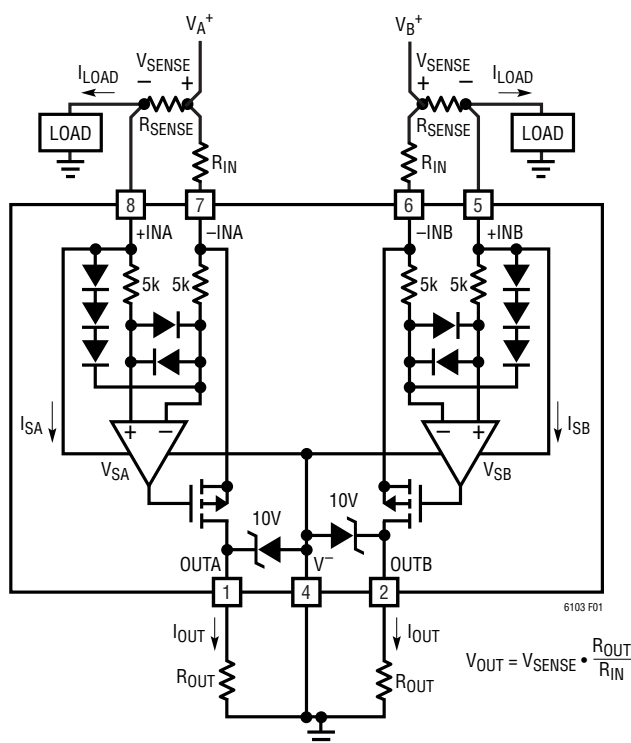 VA+ VB+
VSENSE VSENSE
ILOAD − + + − ILOAD
LOAD RSENSE RSENSE LOAD
RIN RIN
8 7 6 5
+INA −INA −INB +INB
5k 5k 5k 5k
ISA + − − + ISB
VSA VSB
10V 10V
OUTA V− OUTB
1 4 2
6103 F01
IOUT IOUT
ROUT ROUT
VOUT = VSENSE • ROUT/RIN